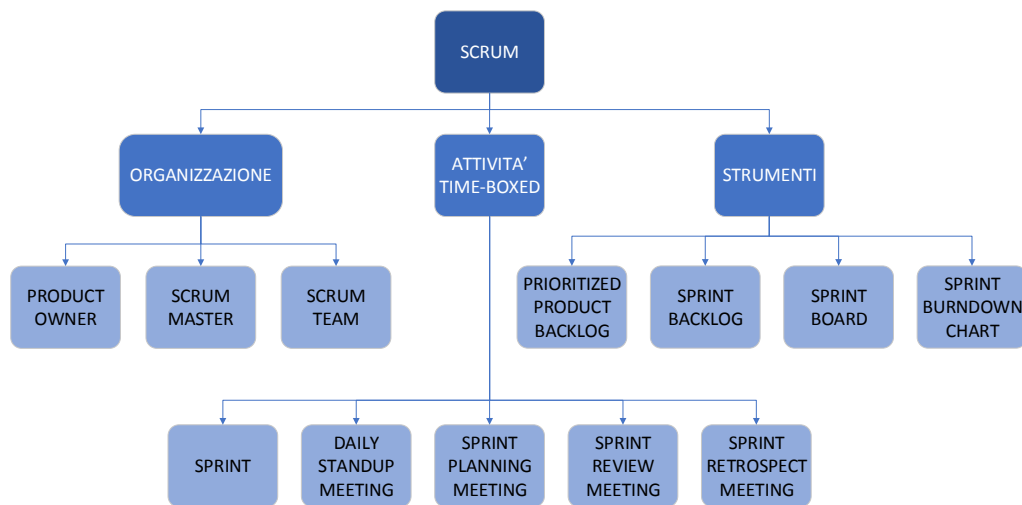 SCRUM
ORGANIZZAZIONE
ATTIVITA’
TIME-BOXED
STRUMENTI
PRODUCT
OWNER
SCRUM
MASTER
SCRUM
TEAM
PRIORITIZED
PRODUCT
BACKLOG
SPRINT
BACKLOG
SPRINT
BOARD
SPRINT
BURNDOWN
CHART
SPRINT
DAILY
STANDUP
MEETING
SPRINT
PLANNING
MEETING
SPRINT
REVIEW
MEETING
SPRINT
RETROSPECT
MEETING